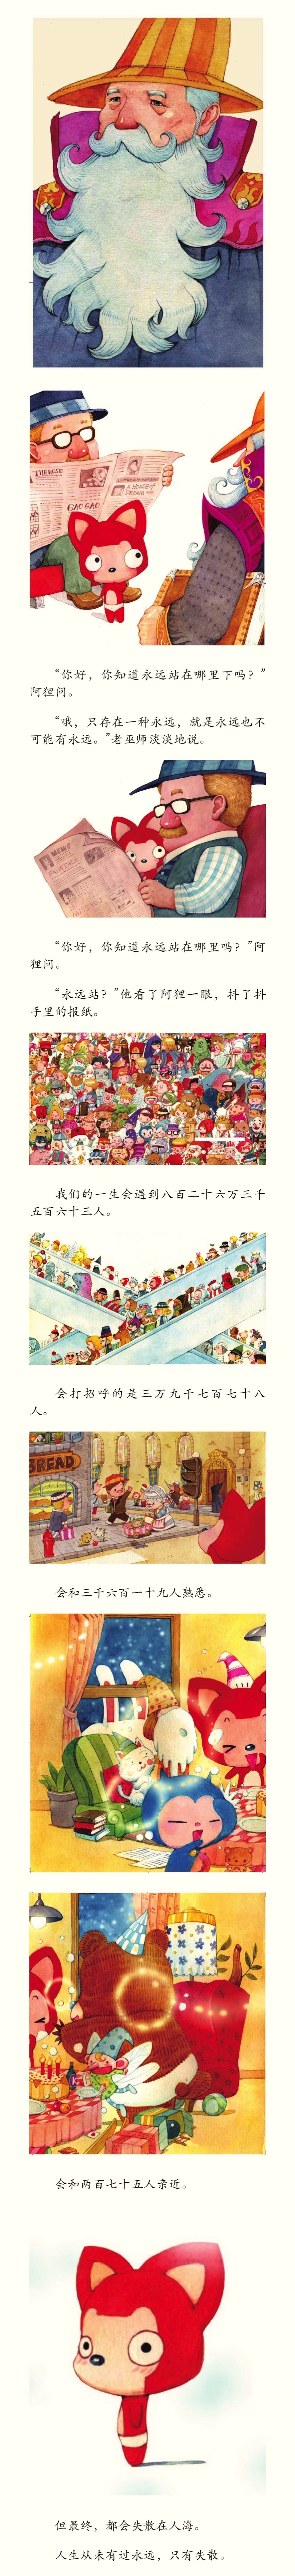 GAO GAO
"你好，你知道永远站在哪里下吗？"
阿狸问。
"哦，只存在一种永远，就是永远也不
可能有永远。"老巫师淡淡地说。
"你好，你知道永远站在哪里吗？"阿
狸问。
"永远站？"他看了阿狸一眼，抖了抖
手里的报纸。
我们的一生会遇到八百二十六万三千
五百六十三人。
会打招呼的是三万九千七百七十八
人。
BREAD
会和三千六百一十九人熟悉。
会和两百七十五人亲近。
但最终，都会失散在人海。
人生从未有过永远，只有失散。